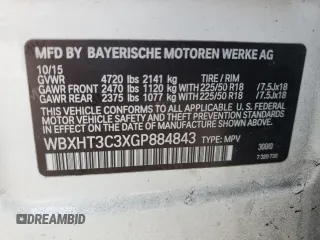 MFD BY BAYERISCHE MOTOREN WERKE AG
10/15
GVWR 4720 lbs 2141 kg TIRE / RIM
GAWR FRONT 2470 lbs 1120 kg WITH 225/50 R18 /7.5Jx18
GAWR REAR 2375 lbs 1077 kg WITH 225/50 R18 /7.5Jx18
THIS VEHICLE CONFORMS TO ALL APPLICABLE U.S. FEDERAL
MOTOR VEHICLE SAFETY, BUMPER, AND THEFT PREVENTION
STANDARDS IN EFFECT ON THE DATE OF MANUFACTURE SHOWN ABOVE.
WBXHT3C3XGP884843 TYPE: MPV
AUTOBIDMASTER